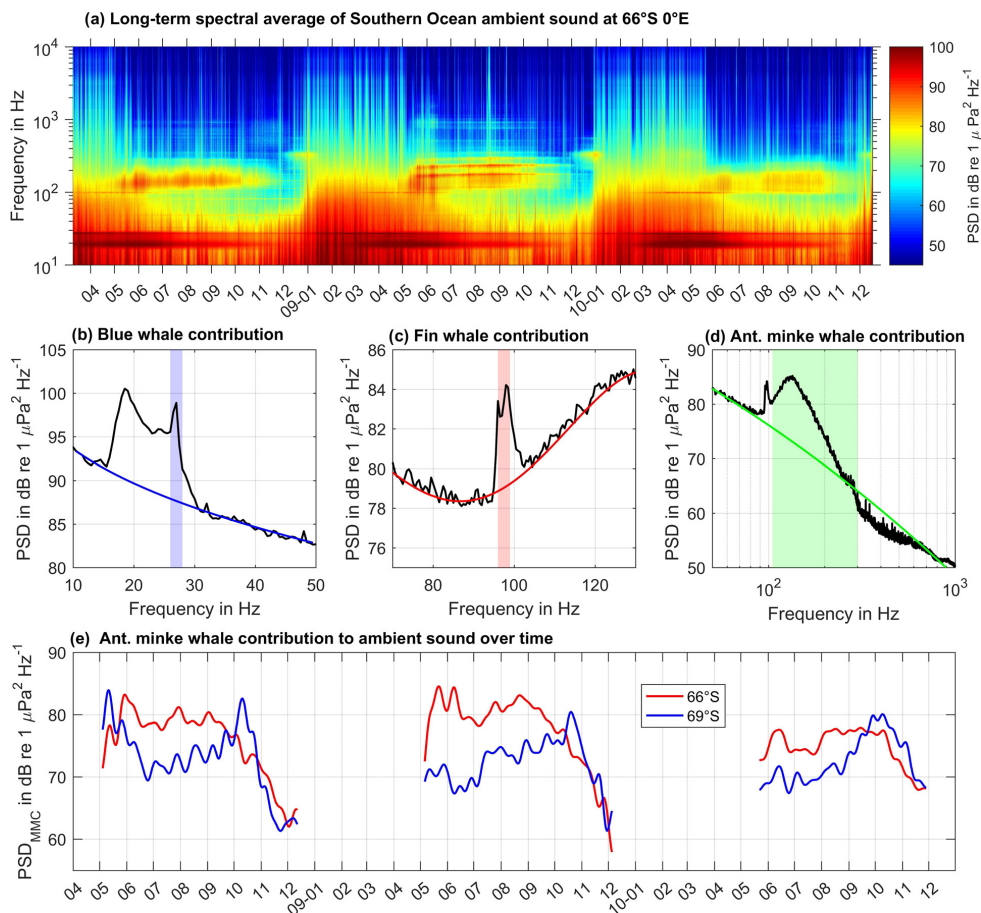 (a) Long-term spectral average of Southern Ocean ambient sound at 66°S 0°E
Frequency in Hz
10⁴
10³
10²
10¹
04 05 06 07 08 09 10 11 12 09-01 02 03 04 05 06 07 08 09 10 11 12 10-01 02 03 04 05 06 07 08 09 10 11 12
100
90
80
70
60
50
PSD in dB re 1 μ Pa² Hz⁻¹
(b) Blue whale contribution
PSD in dB re 1 μPa² Hz⁻¹
105
100
95
90
85
80
10 20 30 40 50
Frequency in Hz
(c) Fin whale contribution
PSD in dB re 1 μPa² Hz⁻¹
86
84
82
80
78
76
80 100 120
Frequency in Hz
(d) Ant. minke whale contribution
PSD in dB re 1 μPa² Hz⁻¹
90
80
70
60
50
10² 10³
Frequency in Hz
(e) Ant. minke whale contribution to ambient sound over time
PSD_MMC in dB re 1 μPa² Hz⁻¹
90
80
70
60
66°S
69°S
04 05 06 07 08 09 10 11 12 09-01 02 03 04 05 06 07 08 09 10 11 12 10-01 02 03 04 05 06 07 08 09 10 11 12